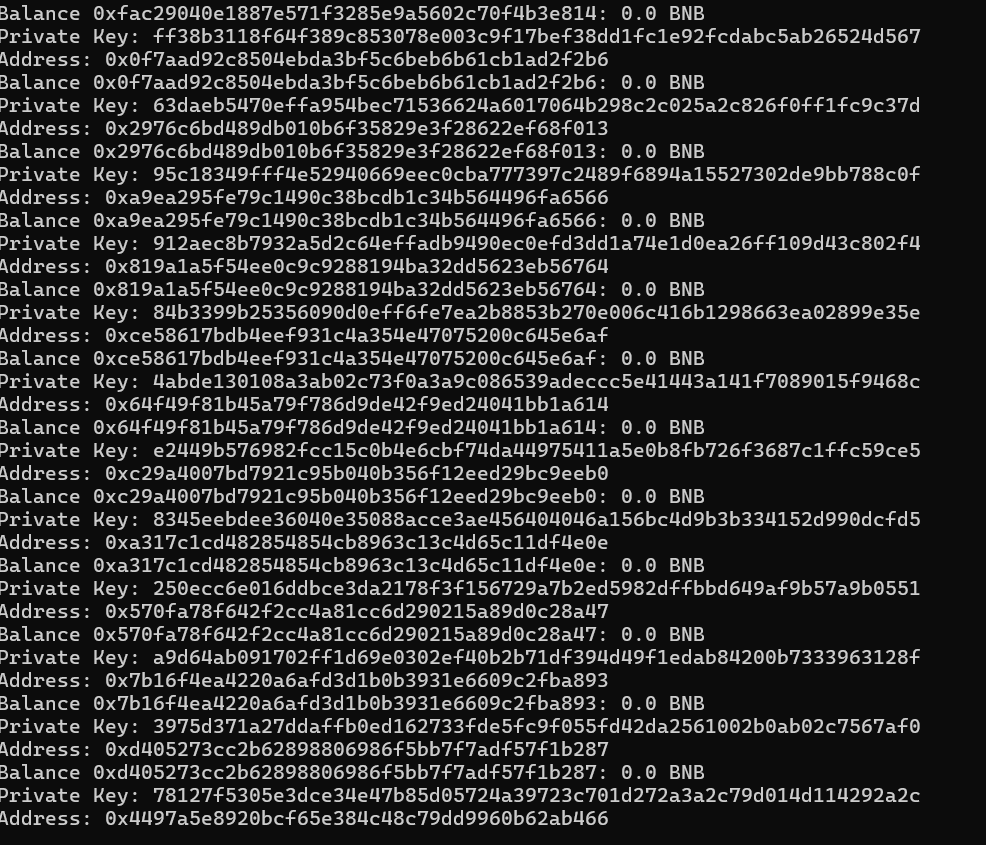 Balance 0xfac29040e1887e571f3285e9a5602c70f4b3e814: 0.0 BNB
Private Key: ff38b3118f64f389c853078e003c9f17bef38dd1fc1e92fcdabc5ab26524d567
Address: 0x0f7aad92c8504ebda3bf5c6beb6b61cb1ad2f2b6
Balance 0x0f7aad92c8504ebda3bf5c6beb6b61cb1ad2f2b6: 0.0 BNB
Private Key: 63daeb5470effa954bec71536624a6017064b298c2c025a2c826f0ff1fc9c37d
Address: 0x2976c6bd489db010b6f35829e3f28622ef68f013
Balance 0x2976c6bd489db010b6f35829e3f28622ef68f013: 0.0 BNB
Private Key: 95c18349fff4e52940669eec0cba777397c2489f6894a15527302de9bb788c0f
Address: 0xa9ea295fe79c1490c38bcdb1c34b564496fa6566
Balance 0xa9ea295fe79c1490c38bcdb1c34b564496fa6566: 0.0 BNB
Private Key: 912aec8b7932a5d2c64effadb9490ec0efd3dd1a74e1d0ea26ff109d43c802f4
Address: 0x819a1a5f54ee0c9c9288194ba32dd5623eb56764
Balance 0x819a1a5f54ee0c9c9288194ba32dd5623eb56764: 0.0 BNB
Private Key: 84b3399b25356090d0eff6fe7ea2b8853b270e006c416b1298663ea02899e35e
Address: 0xce58617bdb4eef931c4a354e47075200c645e6af
Balance 0xce58617bdb4eef931c4a354e47075200c645e6af: 0.0 BNB
Private Key: 4abde130108a3ab02c73f0a3a9c086539adeccc5e41443a141f7089015f9468c
Address: 0x64f49f81b45a79f786d9de42f9ed24041bb1a614
Balance 0x64f49f81b45a79f786d9de42f9ed24041bb1a614: 0.0 BNB
Private Key: e2449b576982fcc15c0b4e6cbf74da44975411a5e0b8fb726f3687c1ffc59ce5
Address: 0xc29a4007bd7921c95b040b356f12eed29bc9eeb0
Balance 0xc29a4007bd7921c95b040b356f12eed29bc9eeb0: 0.0 BNB
Private Key: 8345eebdee36040e35088acce3ae456404046a156bc4d9b3b334152d990dcfd5
Address: 0xa317c1cd482854854cb8963c13c4d65c11df4e0e
Balance 0xa317c1cd482854854cb8963c13c4d65c11df4e0e: 0.0 BNB
Private Key: 250ecc6e016ddbce3da2178f3f156729a7b2ed5982dffbbd649af9b57a9b0551
Address: 0x570fa78f642f2cc4a81cc6d290215a89d0c28a47
Balance 0x570fa78f642f2cc4a81cc6d290215a89d0c28a47: 0.0 BNB
Private Key: a9d64ab091702ff1d69e0302ef40b2b71df394d49f1edab84200b7333963128f
Address: 0x7b16f4ea4220a6afd3d1b0b3931e6609c2fba893
Balance 0x7b16f4ea4220a6afd3d1b0b3931e6609c2fba893: 0.0 BNB
Private Key: 3975d371a27ddaffb0ed162733fde5fc9f055fd42da2561002b0ab02c7567af0
Address: 0xd405273cc2b62898806986f5bb7f7adf57f1b287
Balance 0xd405273cc2b62898806986f5bb7f7adf57f1b287: 0.0 BNB
Private Key: 78127f5305e3dce34e47b85d05724a39723c701d272a3a2c79d014d114292a2c
Address: 0x4497a5e8920bcf65e384c48c79dd9960b62ab466